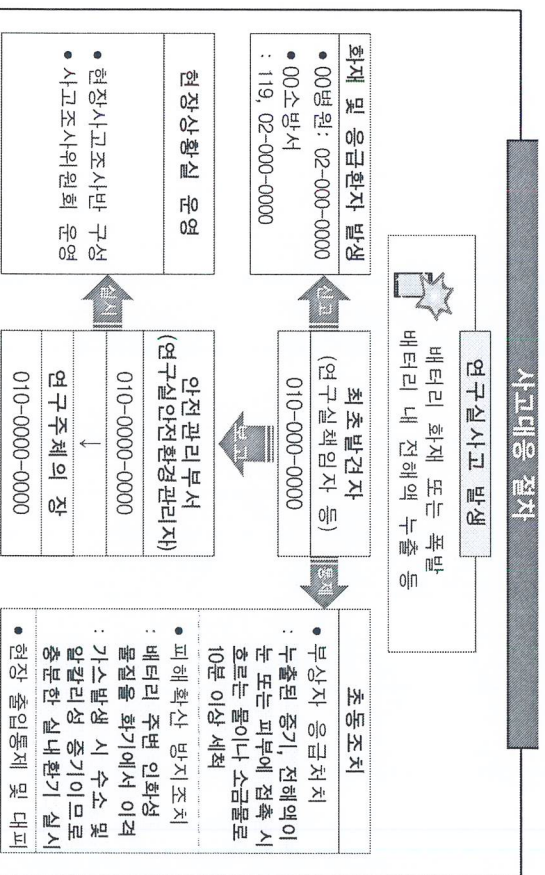 사고대응 절차
연구실사고 발생
배터리 화재 또는 폭발
배터리 내 전해액 누출 등
화재 및 응급환자 발생
• 00병원: 02-000-0000
• 00소방서
: 119, 02-000-0000
신고
최초발견자
(연구실책임자 등)
010-000-0000
통제
초동조치
• 부상자 응급처치
: 누출된 증기, 전해액이
눈 또는 피부에 접촉 시
흐르는 물이나 소금물로
10분 이상 세척
• 피해확산 방지조치
: 배터리 주변 인화성
물질을 화기에서 이격
: 가스발생 시 수소 및
알칼리성 증기이므로
충분한 실내환기 실시
• 현장 출입통제 및 대피
보고
현장상황실 운영
• 현장사고조사반 구성
• 사고조사위원회 운영
실시
안전관리부서
(연구실안전환경관리자)
010-0000-0000
↓
연구주체의 장
010-0000-0000